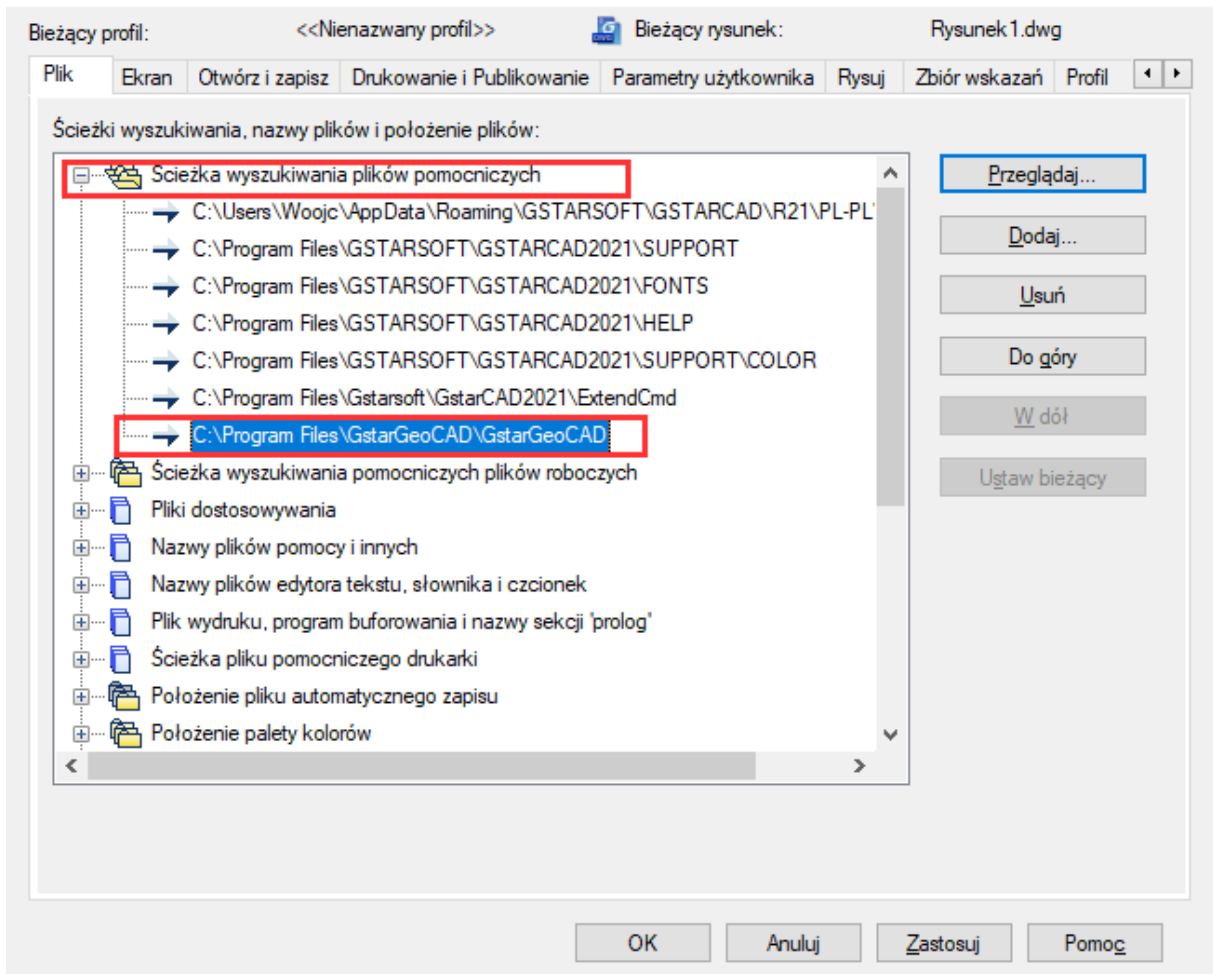 Bieżący profil: <<Nienazwany profil>> Bieżący rysunek: Rysunek1.dwg
Plik Ekran Otwórz i zapisz Drukowanie i Publikowanie Parametry użytkownika Rysuj Zbiór wskazań Profil
Ścieżki wyszukiwania, nazwy plików i położenie plików:
Ścieżka wyszukiwania plików pomocniczych
C:\Users\Woojc\AppData\Roaming\GSTARSOFT\GSTARCAD\R21\PL-PL\
C:\Program Files\GSTARSOFT\GSTARCAD2021\SUPPORT
C:\Program Files\GSTARSOFT\GSTARCAD2021\FONTS
C:\Program Files\GSTARSOFT\GSTARCAD2021\HELP
C:\Program Files\GSTARSOFT\GSTARCAD2021\SUPPORT\COLOR
C:\Program Files\Gstarsoft\GstarCAD2021\ExtendCmd
C:\Program Files\GstarGeoCAD\GstarGeoCAD
Ścieżka wyszukiwania pomocniczych plików roboczych
Pliki dostosowywania
Nazwy plików pomocy i innych
Nazwy plików edytora tekstu, słownika i czcionek
Plik wydruku, program buforowania i nazwy sekcji 'prolog'
Ścieżka pliku pomocniczego drukarki
Położenie pliku automatycznego zapisu
Położenie palety kolorów
Przeglądaj...
Dodaj...
Usuń
Do góry
W dół
Ustaw bieżący
OK Anuluj Zastosuj Pomoc